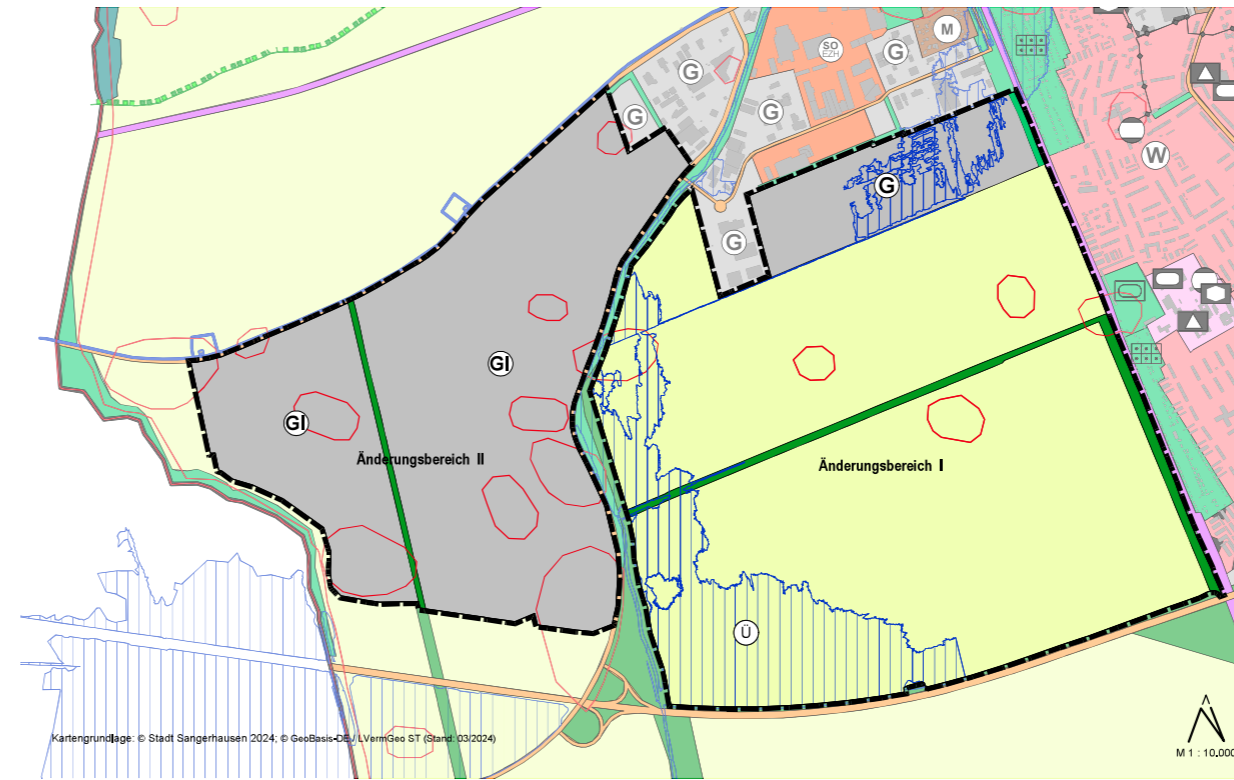 M
SO
EZH
G
G
G
G
W
G
G
GI
GI
Änderungsbereich II
Änderungsbereich I
Ü
Kartengrundlage: © Stadt Sangerhausen 2024; © GeoBasis-DE / LVermGeo ST (Stand: 03/2024)
M 1 : 10.000